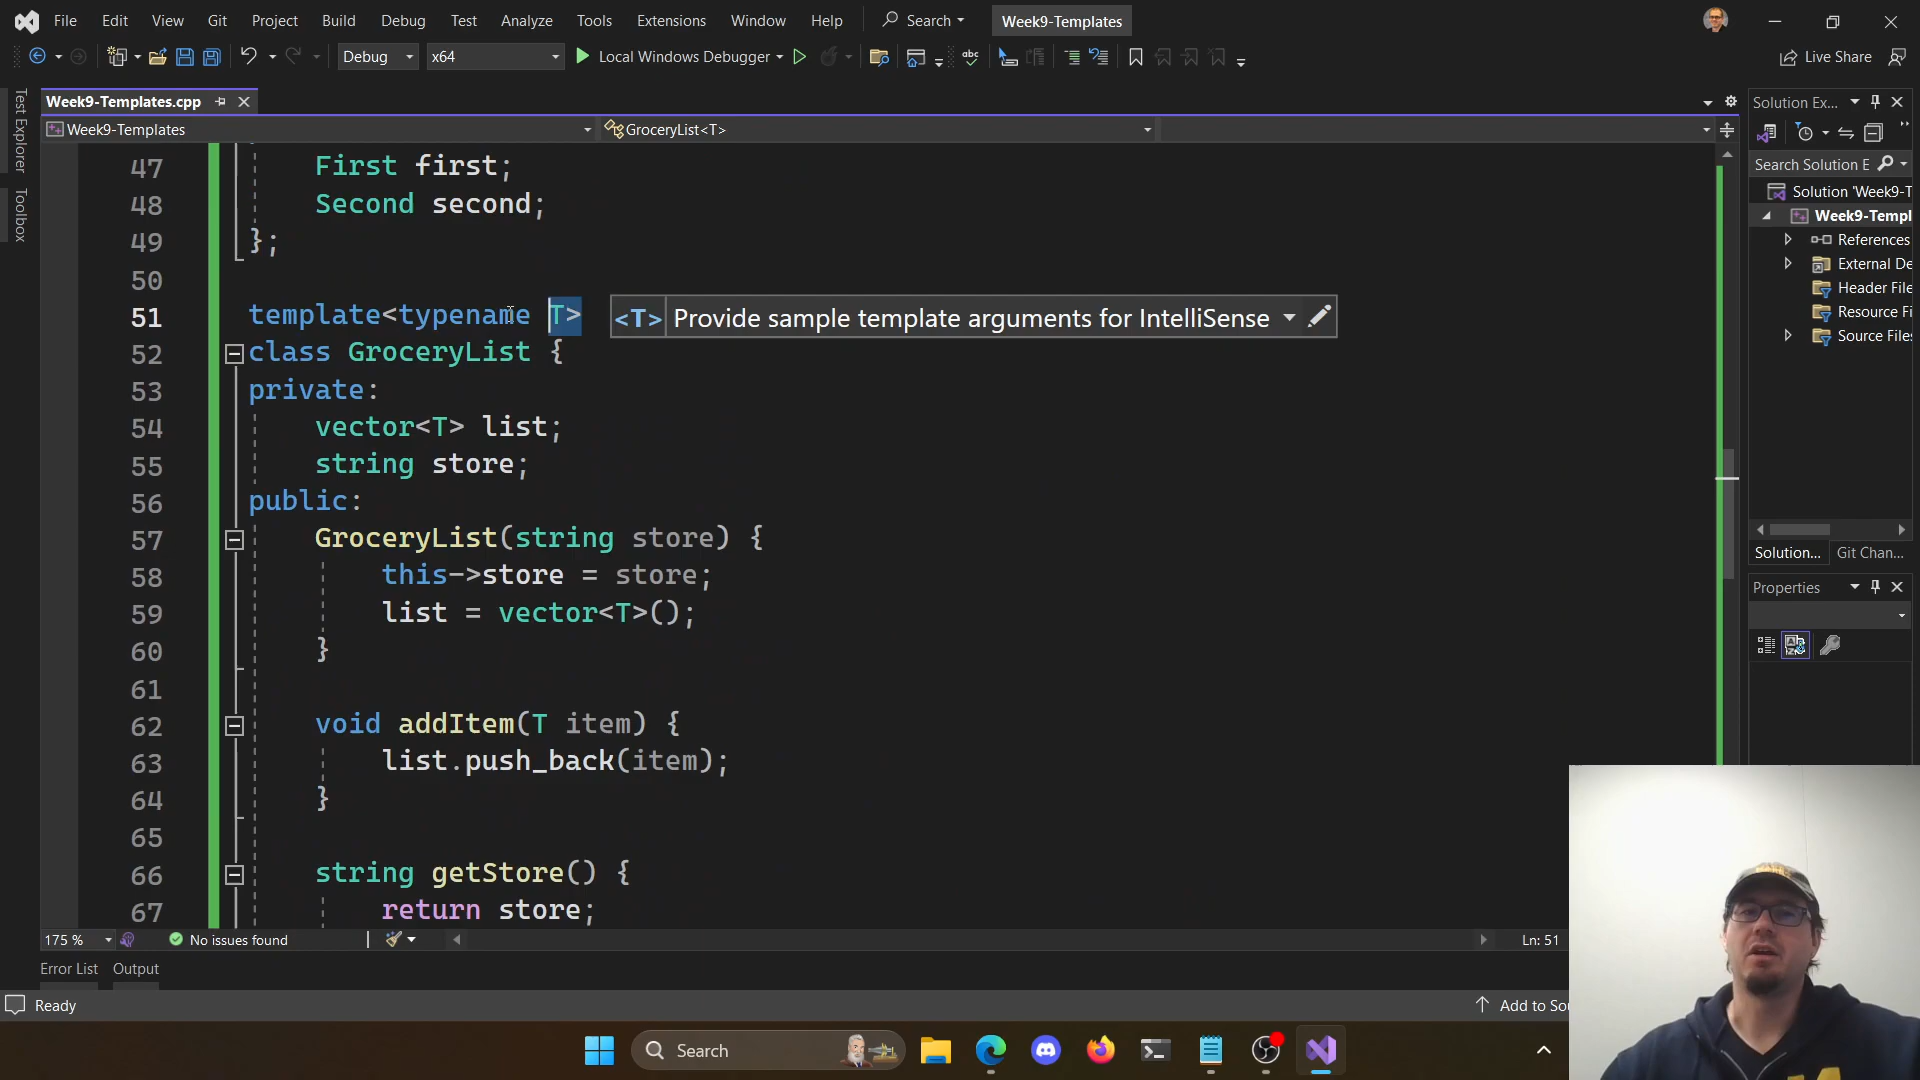 File Edit View Git Project Build Debug Test Analyze Tools Extensions Window Help Search Week9-Templates
Debug x64 Local Windows Debugger Live Share
Test Explorer
Toolbox
Week9-Templates.cpp
Week9-Templates GroceryList<T>
47 First first;
48 Second second;
49 };
50
51 template<typename T>
<T> Provide sample template arguments for IntelliSense
52 class GroceryList {
53 private:
54 vector<T> list;
55 string store;
56 public:
57 GroceryList(string store) {
58 this->store = store;
59 list = vector<T>();
60 }
61
62 void addItem(T item) {
63 list.push_back(item);
64 }
65
66 string getStore() {
67 return store;
175 % No issues found Ln: 51
Error List Output
Ready Add to So
Solution Ex...
Search Solution E
Solution 'Week9-T
Week9-Templ
References
External De
Header File
Resource Fi
Source Files
Solution... Git Chan...
Properties
Search